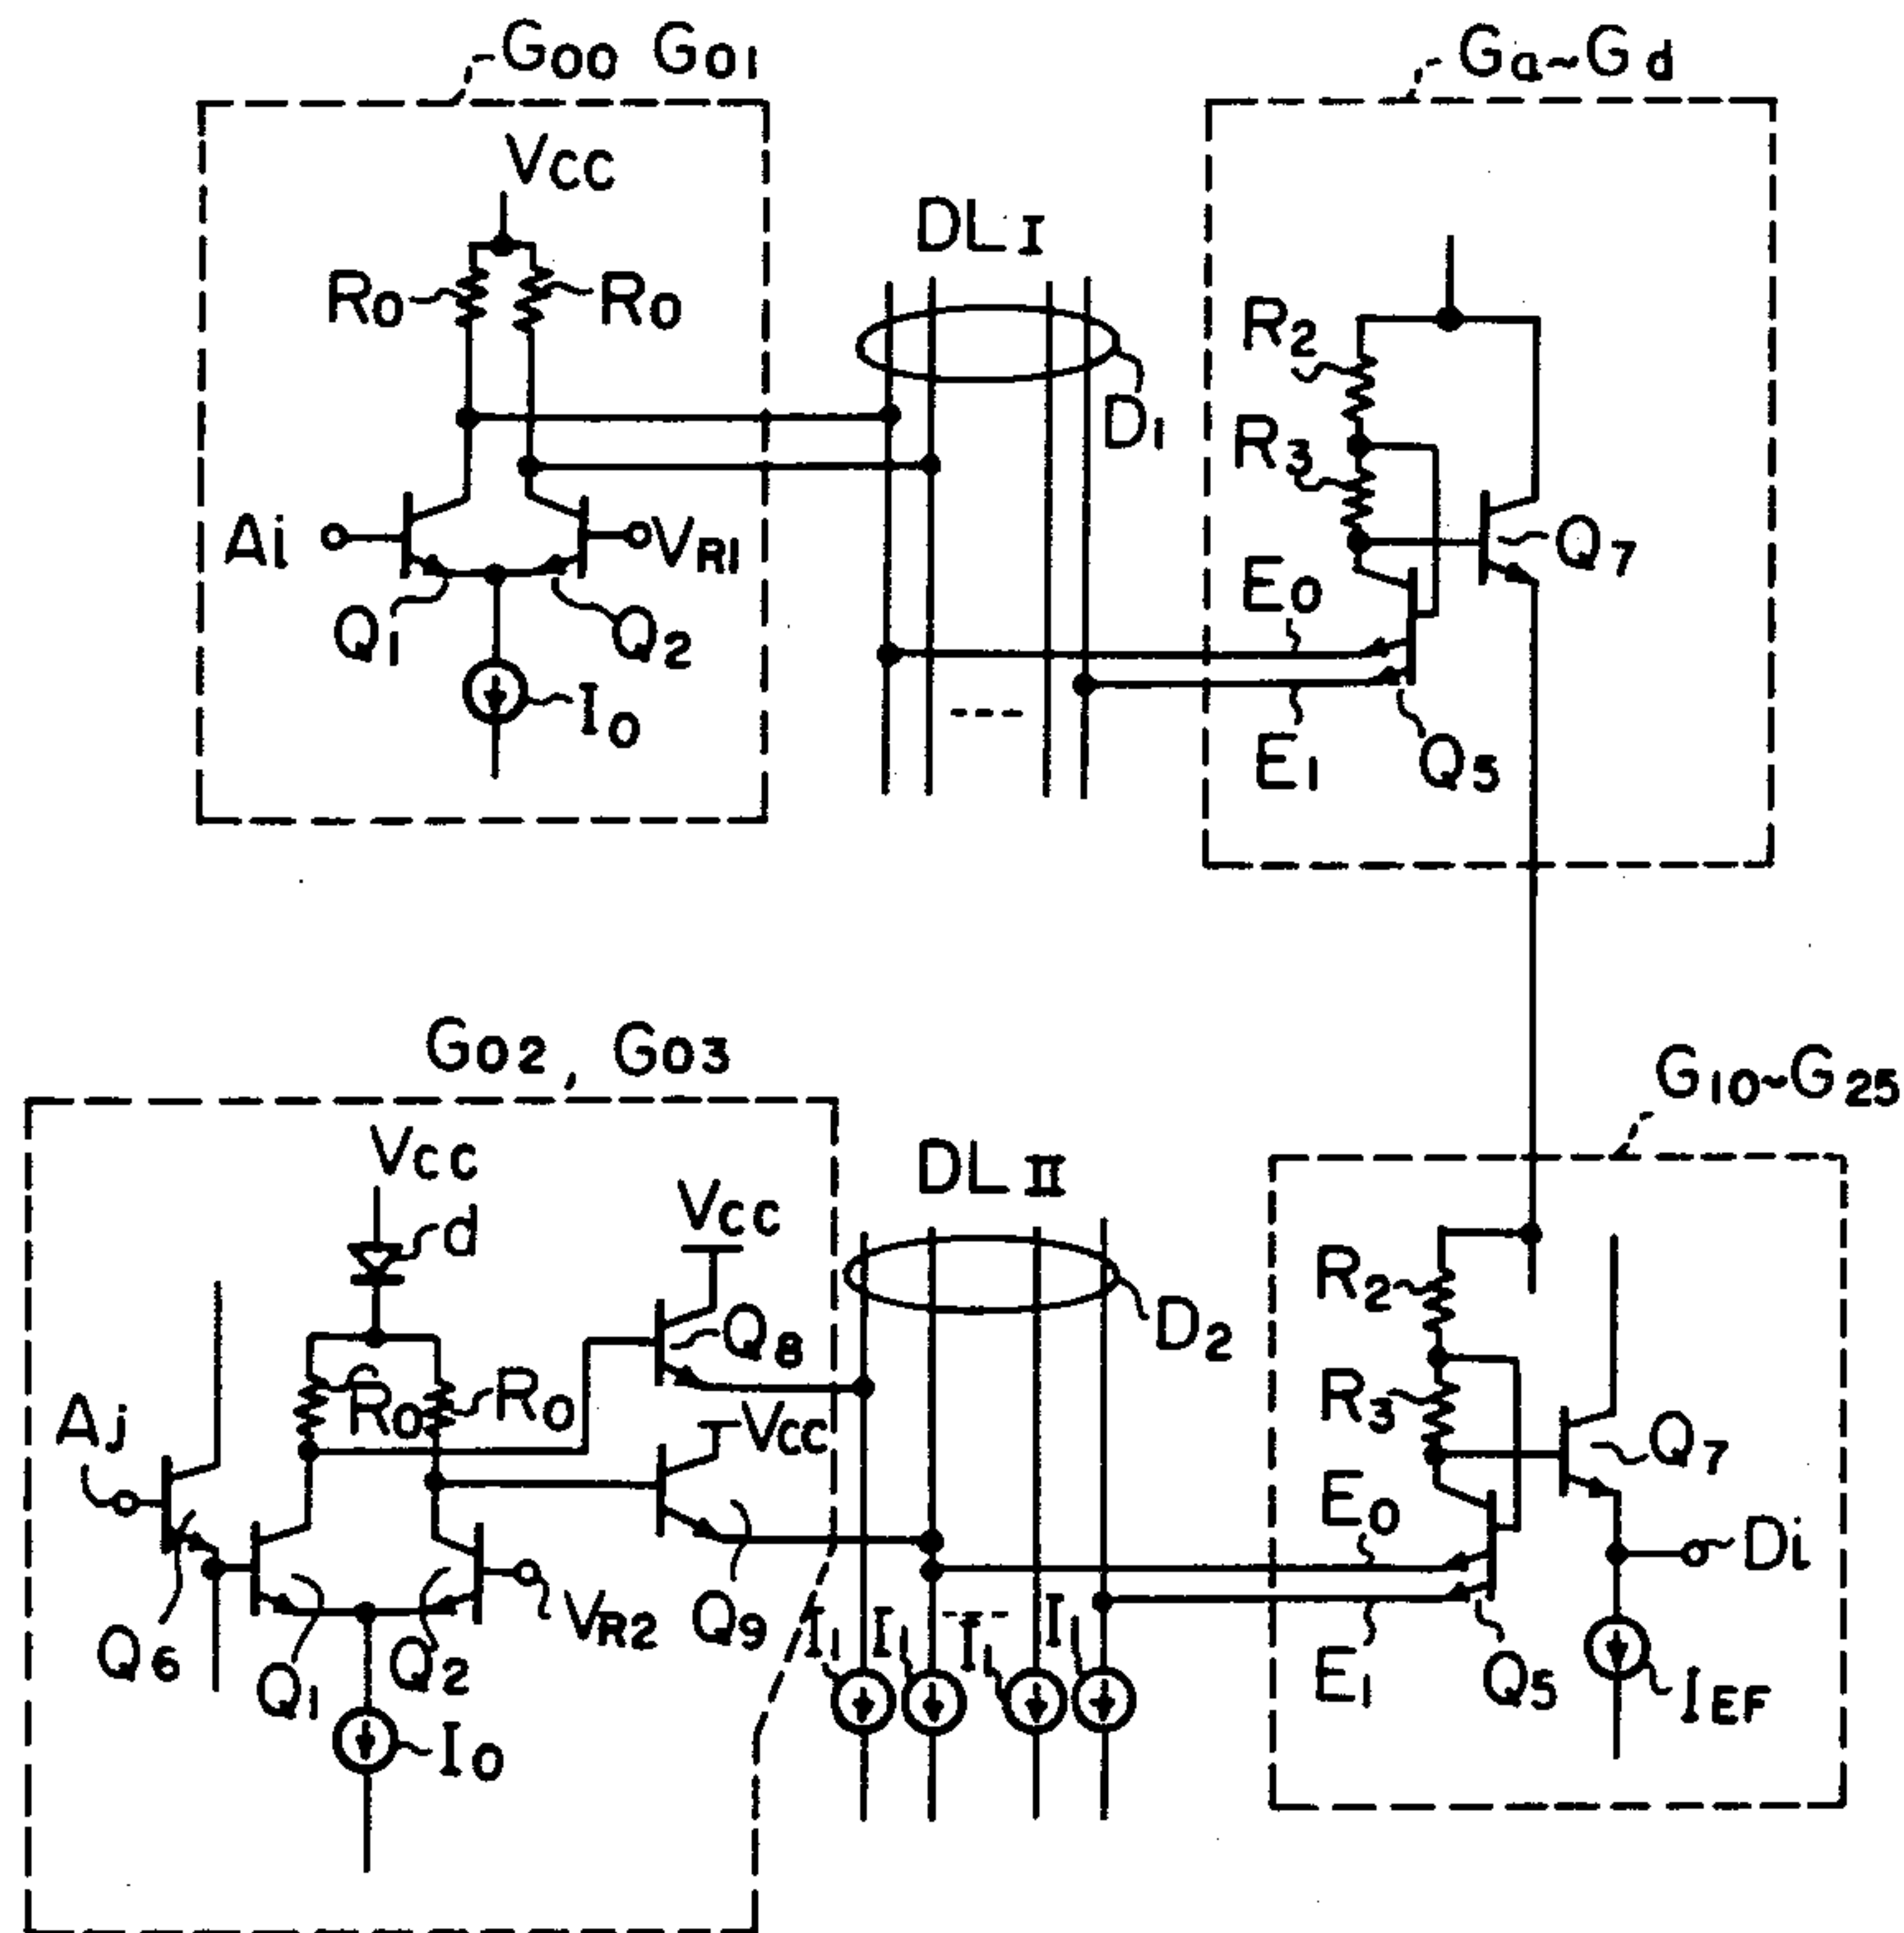 G00 G01
Ga~Gd
VCC
DL I
R0
R0
R2
D1
R3
Ai
VR1
Q7
E0
Q1
Q2
I0
E1
Q5
G02, G03
G10~G25
VCC
DL II
d
VCC
R2
D2
Q8
R0
R0
Aj
VCC
R3
Q7
E0
Di
VR2
Q9
I1
I1
I1
I1
Q6
Q1
Q2
E1
Q5
IEF
I0